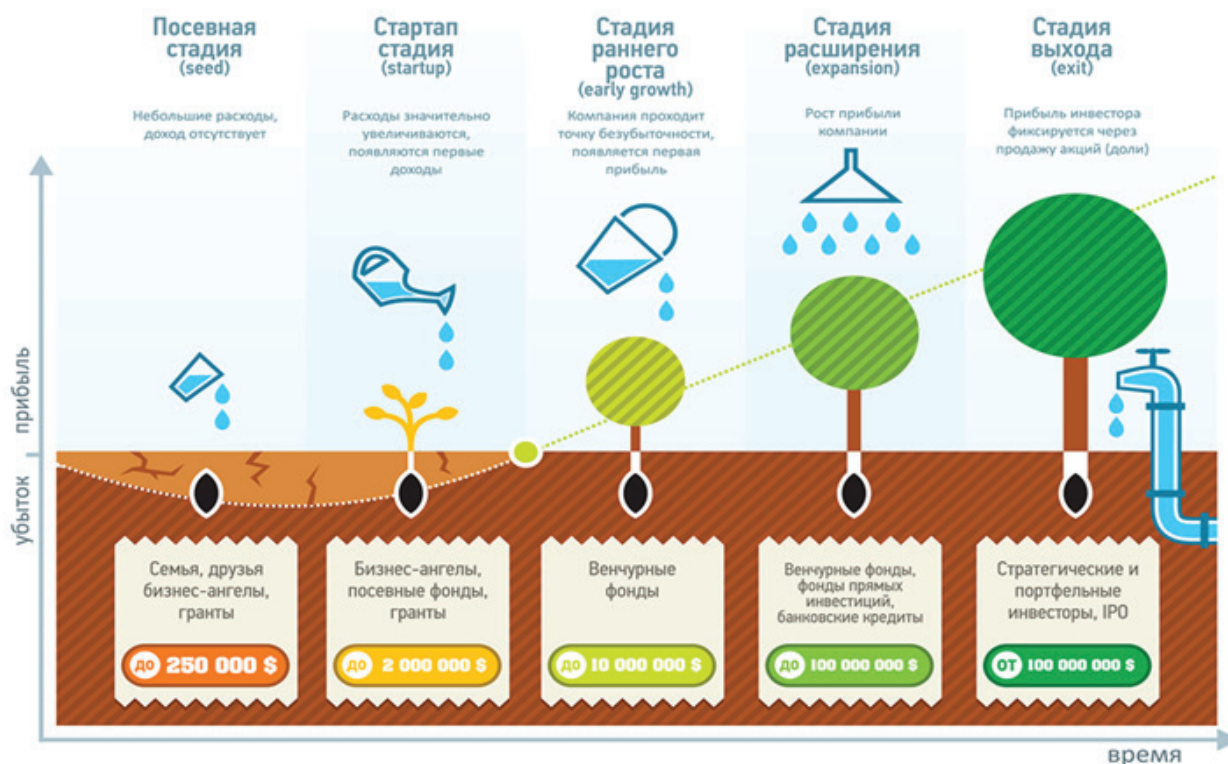 Посевная
стадия
(seed)
Небольшие расходы,
доход отсутствует
Стартап
стадия
(startup)
Расходы значительно
увеличиваются,
появляются первые
доходы
Стадия
раннего
роста
(early growth)
Компания проходит
точку безубыточности,
появляется первая
прибыль
Стадия
расширения
(expansion)
Рост прибыли
компании
Стадия
выхода
(exit)
Прибыль инвестора
фиксируется через
продажу акций (доли)
прибыль
убыток
Семья, друзья
бизнес-ангелы,
гранты
ДО 250 000 $
Бизнес-ангелы,
посевные фонды,
гранты
ДО 2 000 000 $
Венчурные
фонды
ДО 10 000 000 $
Венчурные фонды,
фонды прямых
инвестиций,
банковские кредиты
ДО 100 000 000 $
Стратегические и
портфельные
инвесторы, IPO
ОТ 100 000 000 $
время